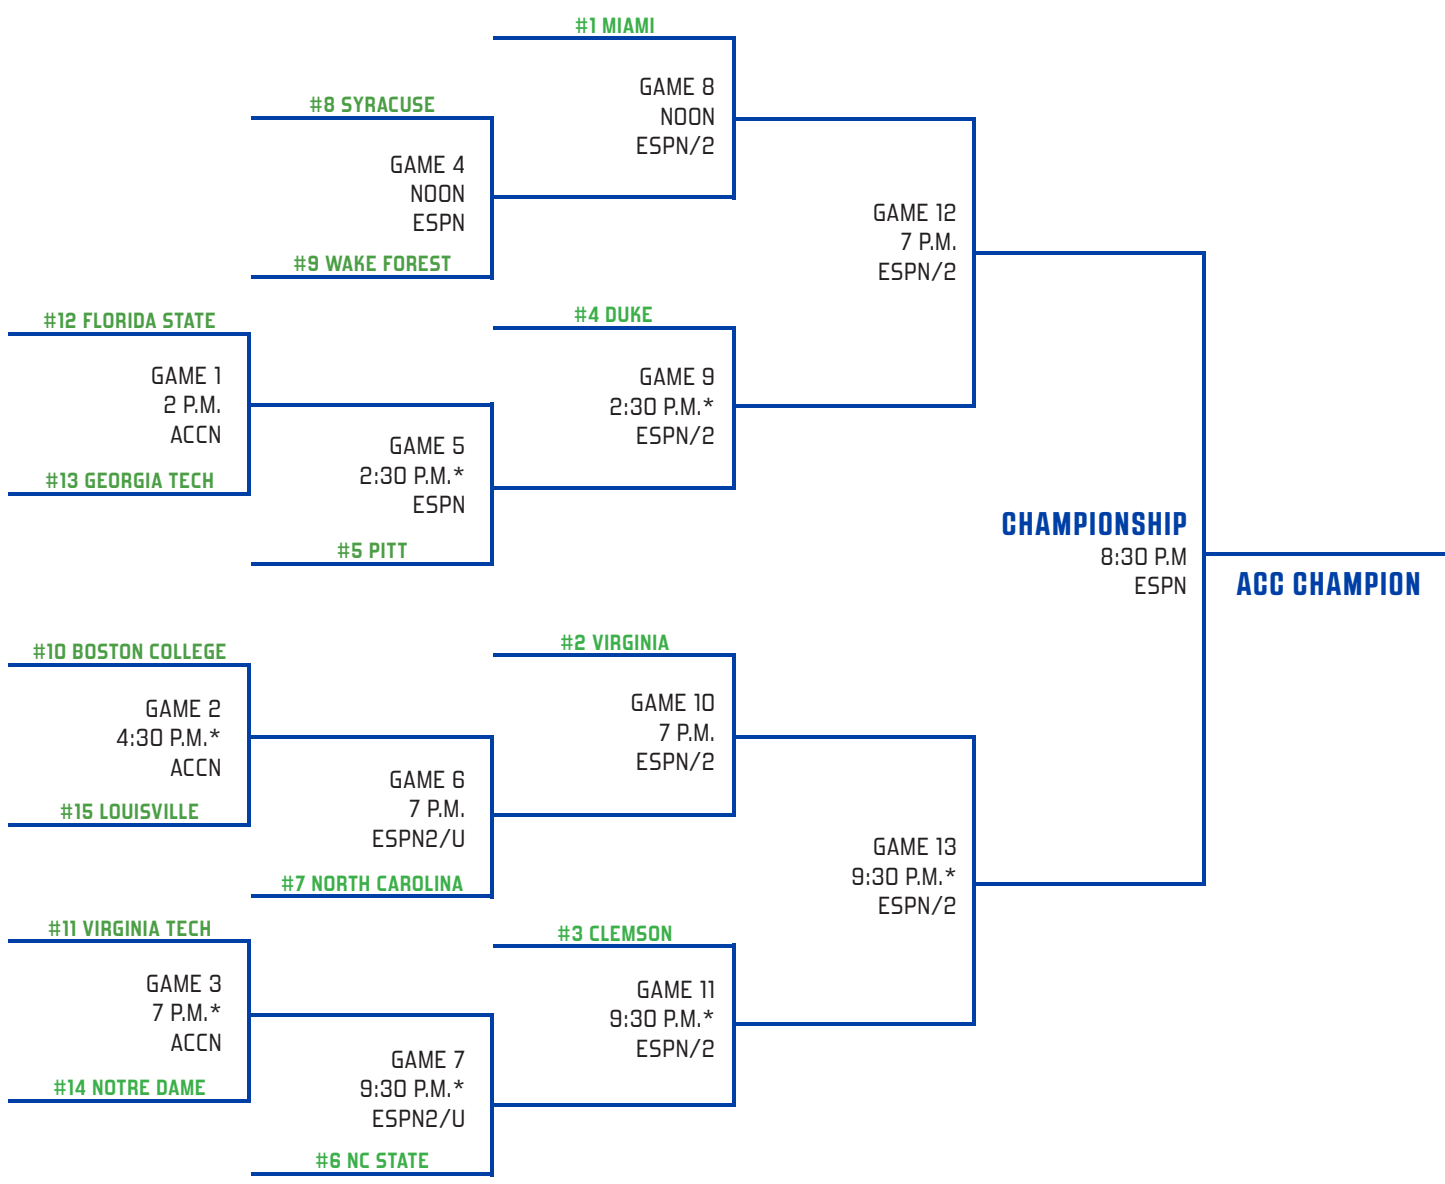 #1 MIAMI
GAME 8
NOON
ESPN/2
#8 SYRACUSE
GAME 4
NOON
ESPN
#9 WAKE FOREST
GAME 12
7 P.M.
ESPN/2
#12 FLORIDA STATE
GAME 1
2 P.M.
ACCN
#13 GEORGIA TECH
#4 DUKE
GAME 9
2:30 P.M.*
ESPN/2
GAME 5
2:30 P.M.*
ESPN
#5 PITT
CHAMPIONSHIP
8:30 P.M
ESPN
ACC CHAMPION
#10 BOSTON COLLEGE
GAME 2
4:30 P.M.*
ACCN
#15 LOUISVILLE
#2 VIRGINIA
GAME 10
7 P.M.
ESPN/2
GAME 6
7 P.M.
ESPN2/U
#7 NORTH CAROLINA
GAME 13
9:30 P.M.*
ESPN/2
#11 VIRGINIA TECH
GAME 3
7 P.M.*
ACCN
#14 NOTRE DAME
#3 CLEMSON
GAME 11
9:30 P.M.*
ESPN/2
GAME 7
9:30 P.M.*
ESPN2/U
#6 NC STATE